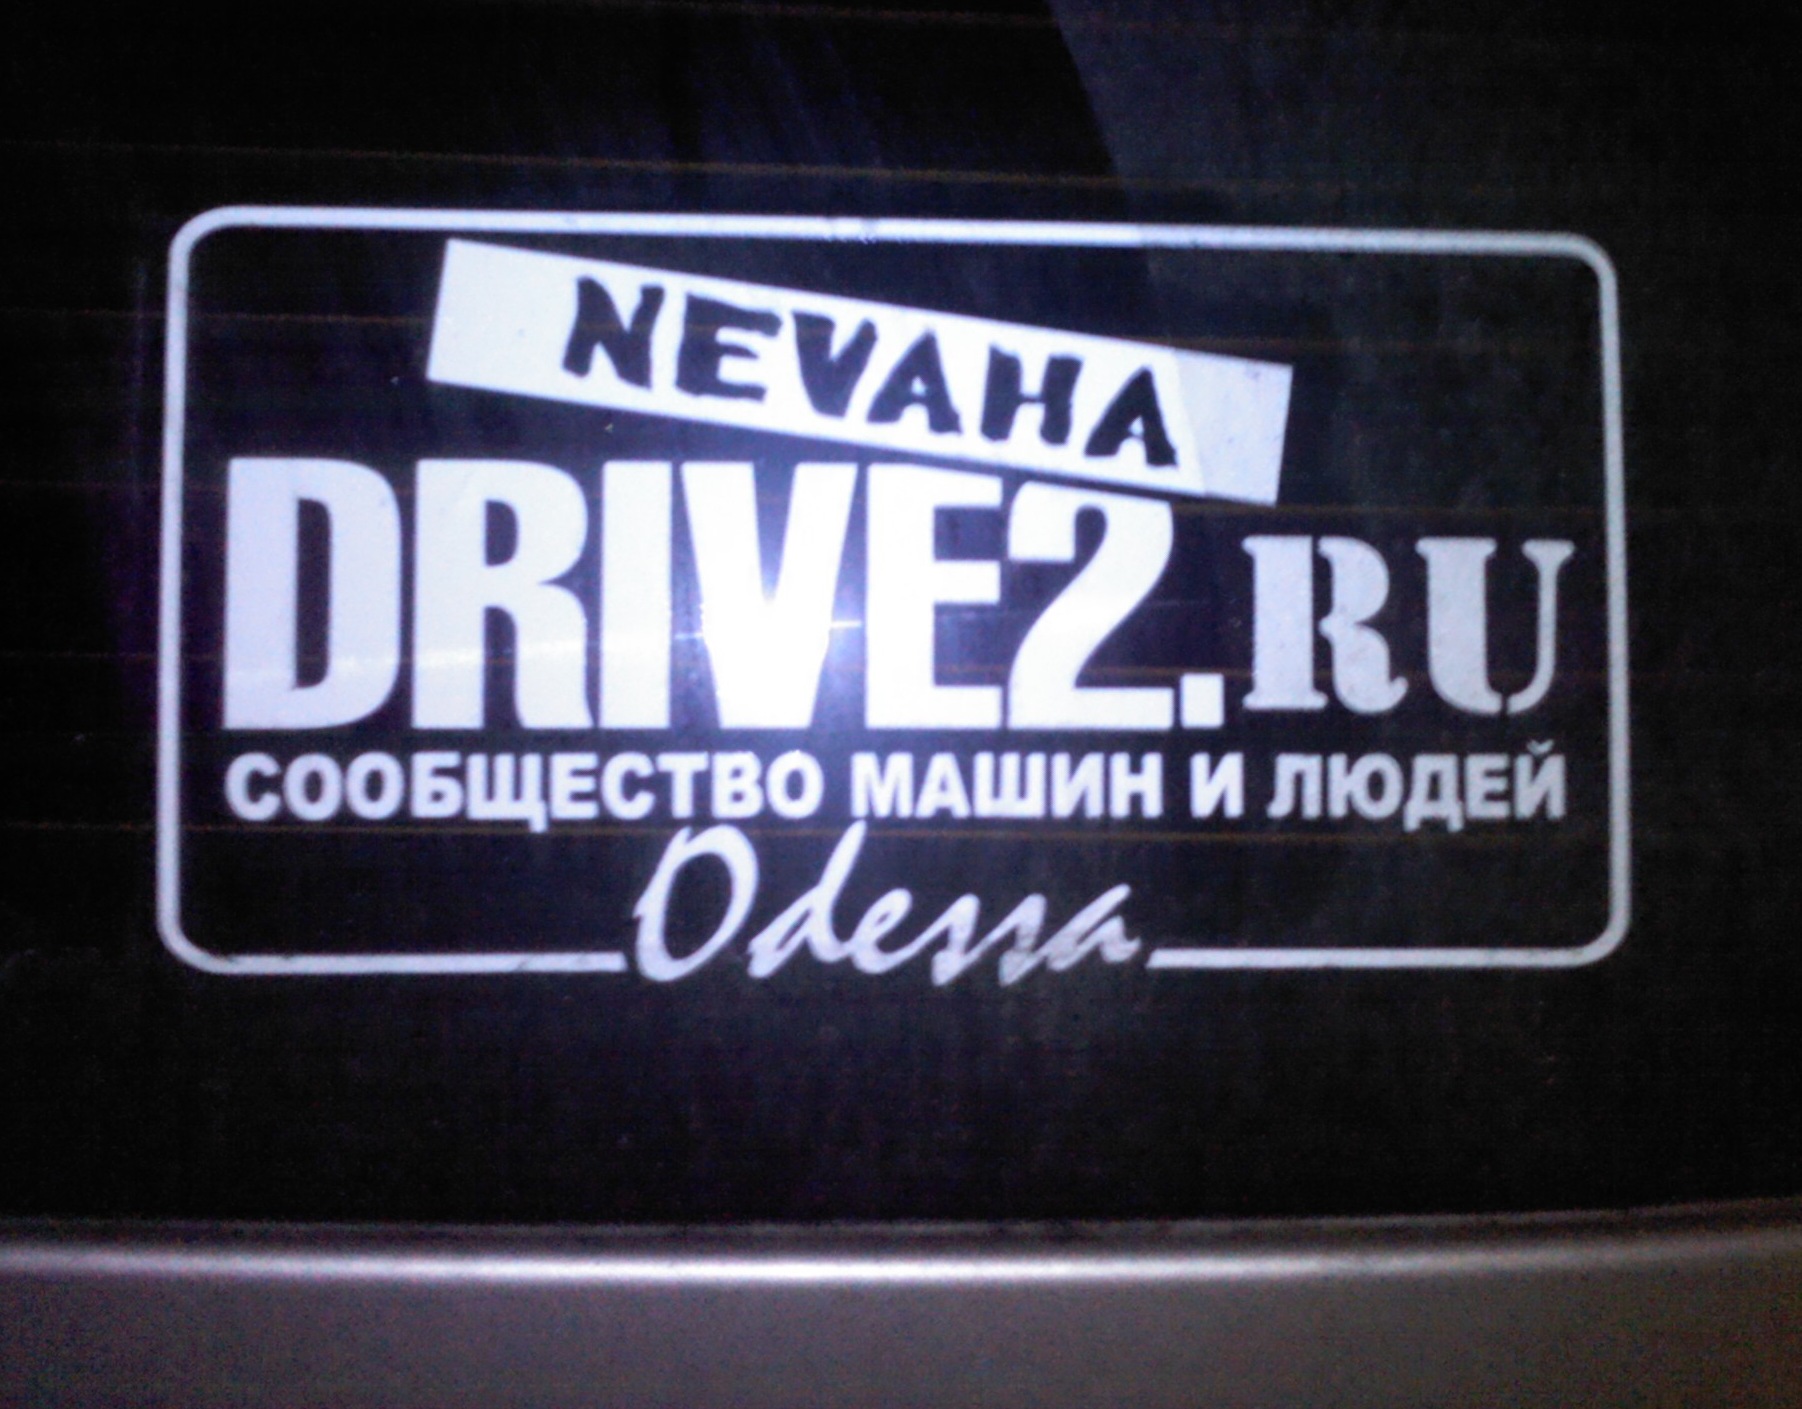 NEVAHA
DRIVE2.RU
СООБЩЕСТВО МАШИН И ЛЮДЕЙ
Odessa